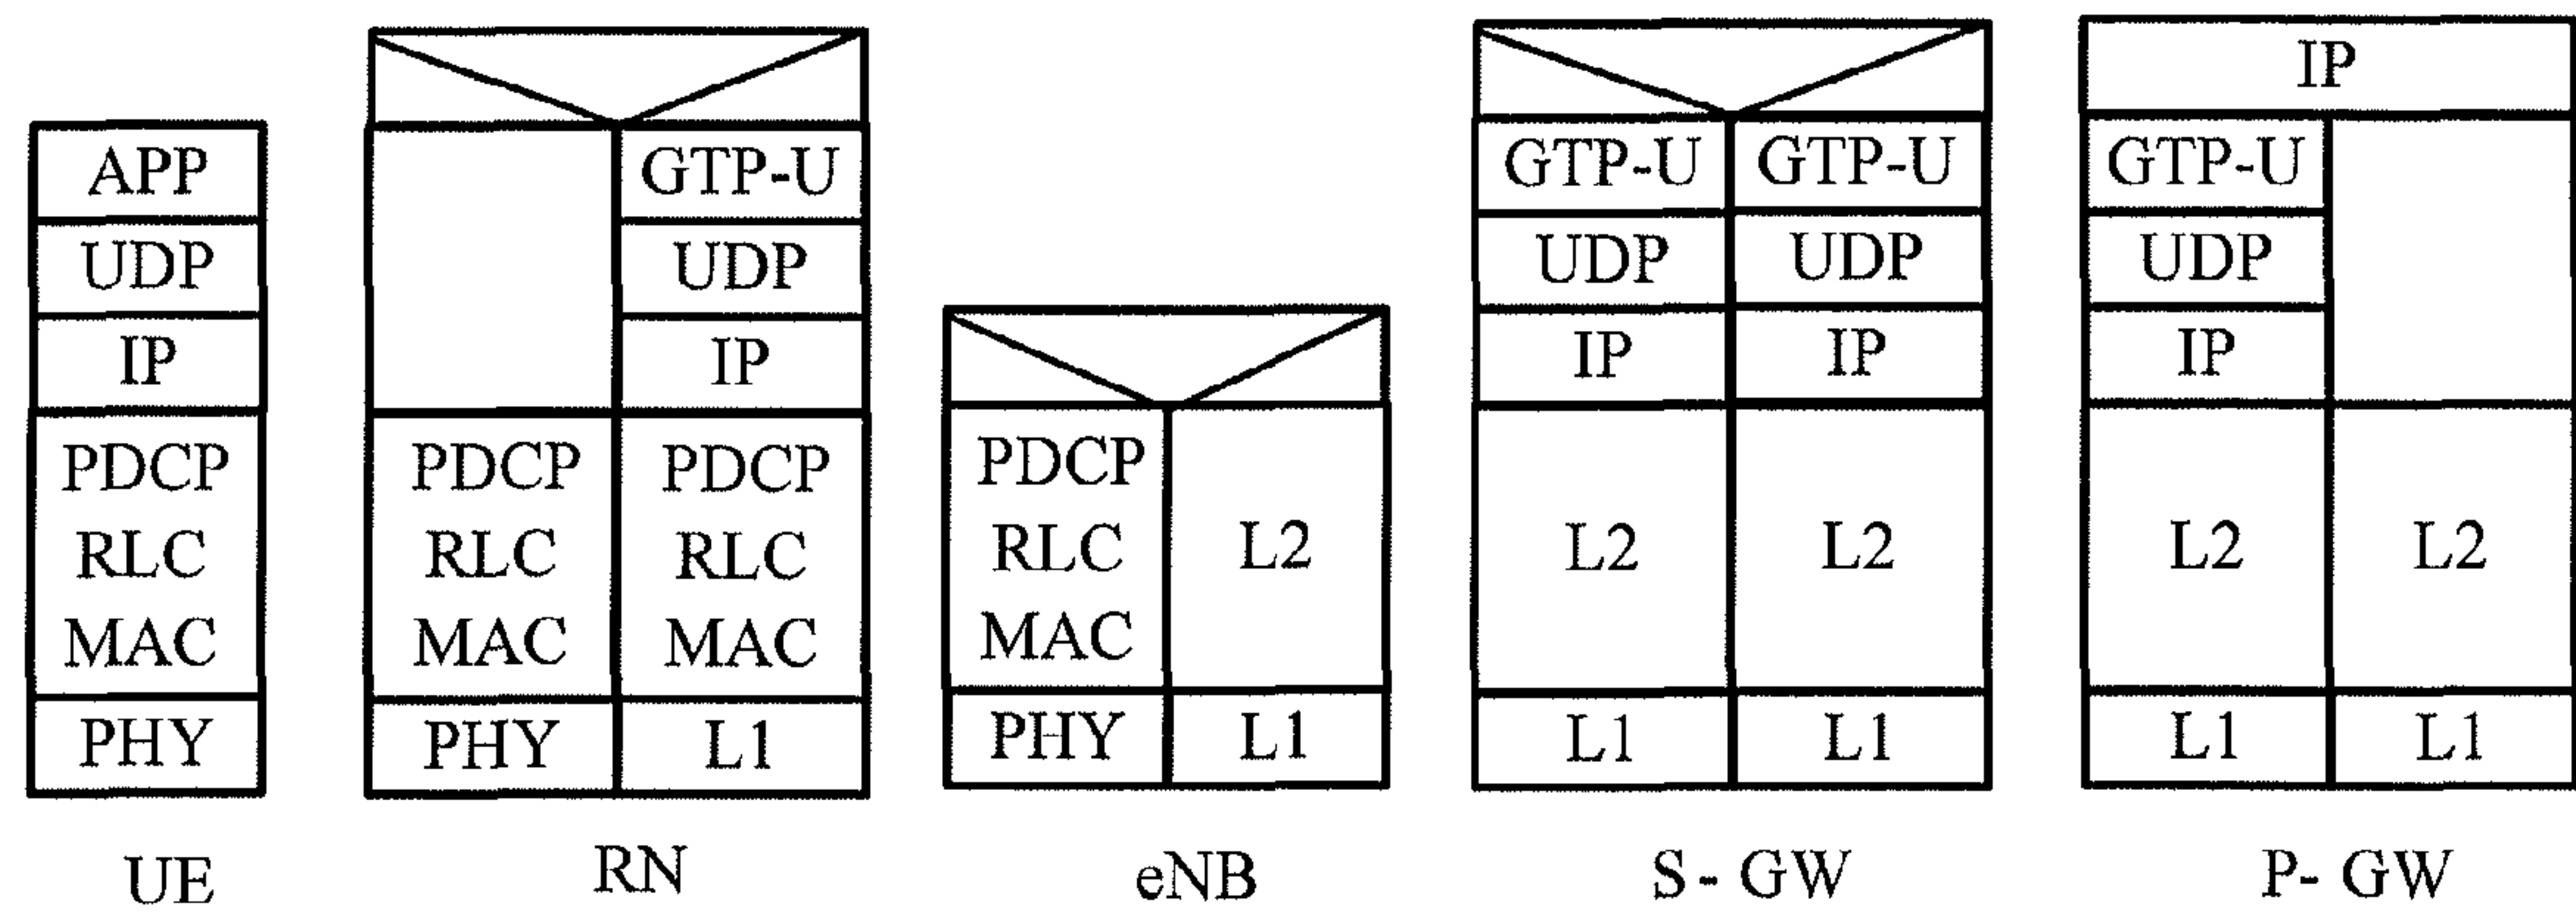 APP
UDP
IP
PDCP
RLC
MAC
PHY
UE
GTP-U
UDP
IP
PDCP PDCP
RLC RLC
MAC MAC
PHY L1
RN
PDCP
RLC L2
MAC
PHY L1
eNB
GTP-U GTP-U
UDP UDP
IP IP
L2 L2
L1 L1
S- GW
IP
GTP-U
UDP
IP
L2 L2
L1 L1
P- GW